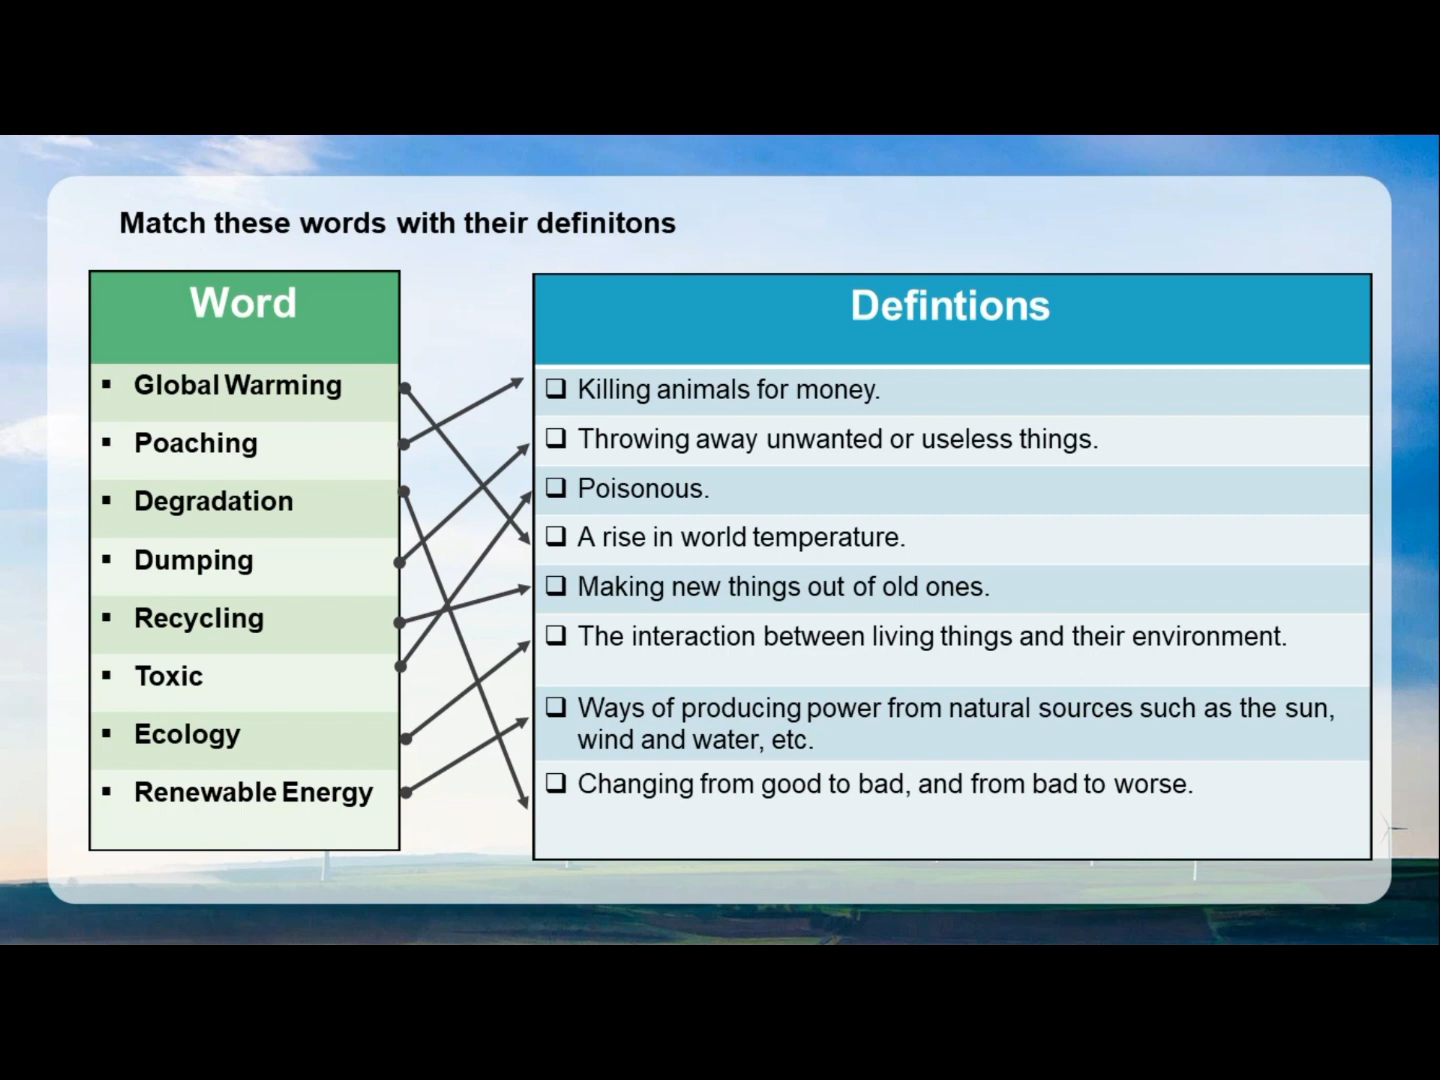 Match these words with their definitons
Word
Global Warming
Poaching
Degradation
Dumping
Recycling
Toxic
Ecology
Renewable Energy
Defintions
Killing animals for money.
Throwing away unwanted or useless things.
Poisonous.
A rise in world temperature.
Making new things out of old ones.
The interaction between living things and their environment.
Ways of producing power from natural sources such as the sun,
wind and water, etc.
Changing from good to bad, and from bad to worse.